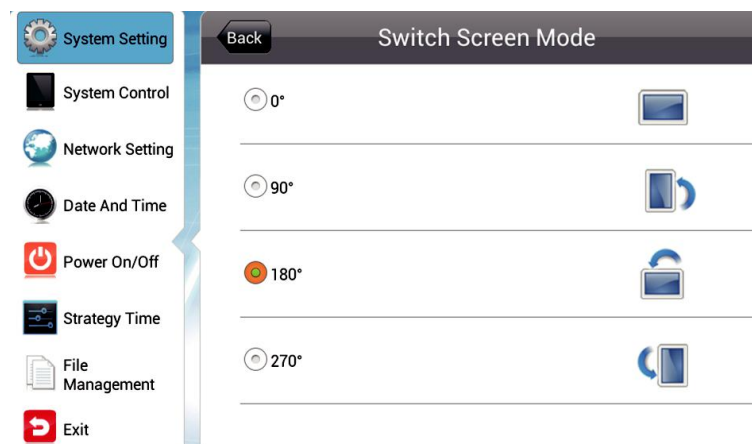 System Setting
Back
Switch Screen Mode
System Control
Network Setting
Date And Time
Power On/Off
Strategy Time
File
Management
Exit
0°
90°
180°
270°